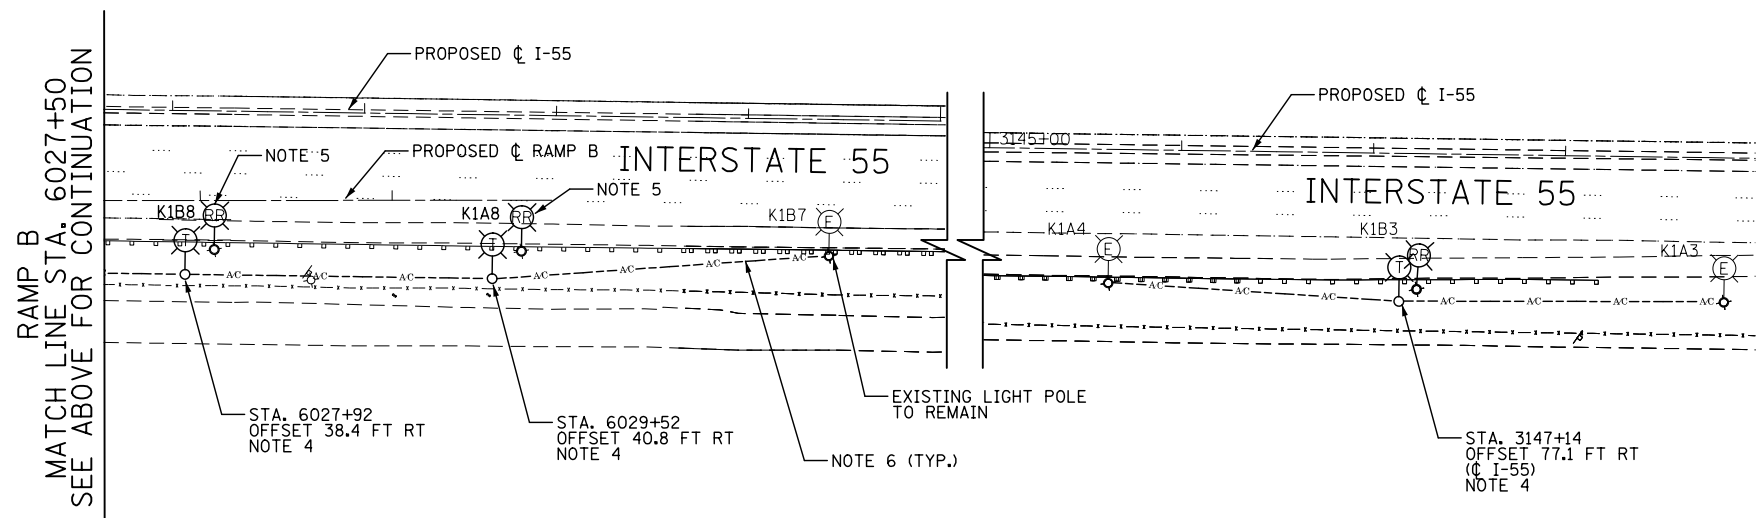 RAMP B
MATCH LINE STA. 6027+50
SEE ABOVE FOR CONTINUATION
PROPOSED ℄ I-55
PROPOSED ℄ I-55
3145+00
NOTE 5
PROPOSED ℄ RAMP B
INTERSTATE 55
INTERSTATE 55
NOTE 5
K1B8
RR
K1A8
RR
K1B7
E
K1A4
E
K1B3
RR
K1A3
E
T
T
T
A/C
A/C
A/C
A/C
A/C
A/C
A/C
A/C
A/C
A/C
A/C
A/C
A/C
A/C
EXISTING LIGHT POLE
TO REMAIN
STA. 6027+92
OFFSET 38.4 FT RT
NOTE 4
STA. 6029+52
OFFSET 40.8 FT RT
NOTE 4
NOTE 6 (TYP.)
STA. 3147+14
OFFSET 77.1 FT RT
(℄ I-55)
NOTE 4